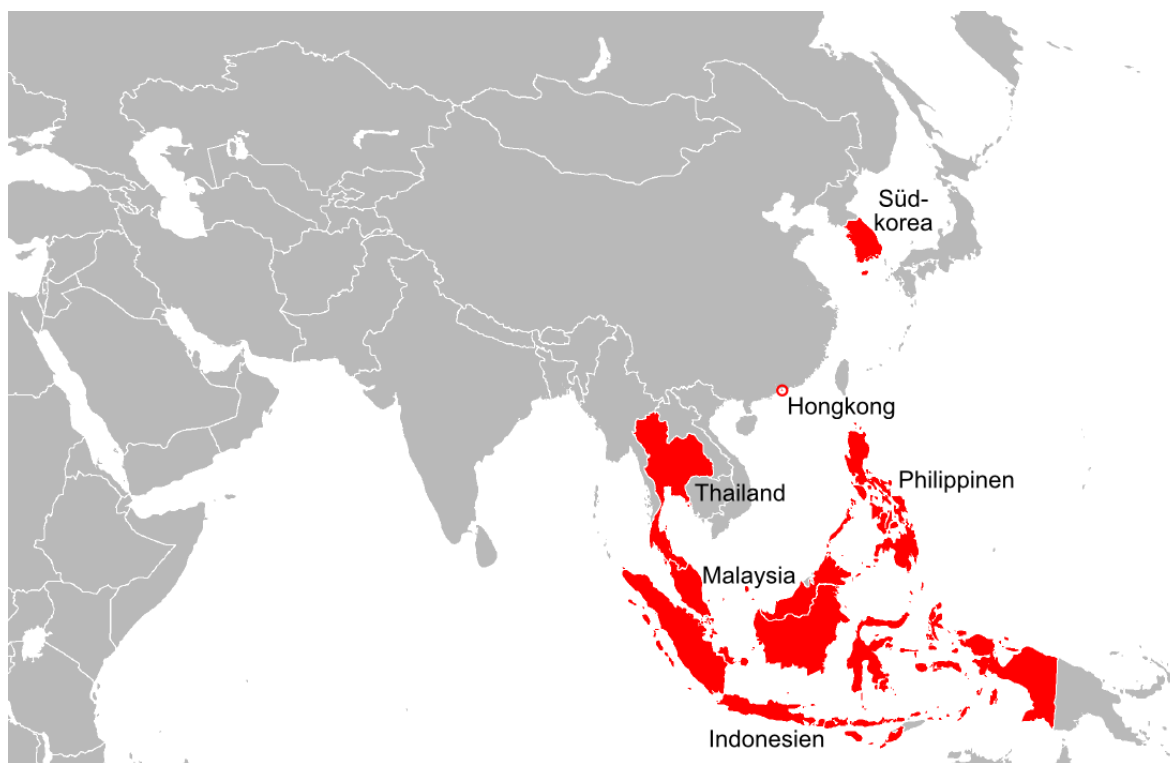 Süd-
korea
Hongkong
Philippinen
Thailand
Malaysia
Indonesien